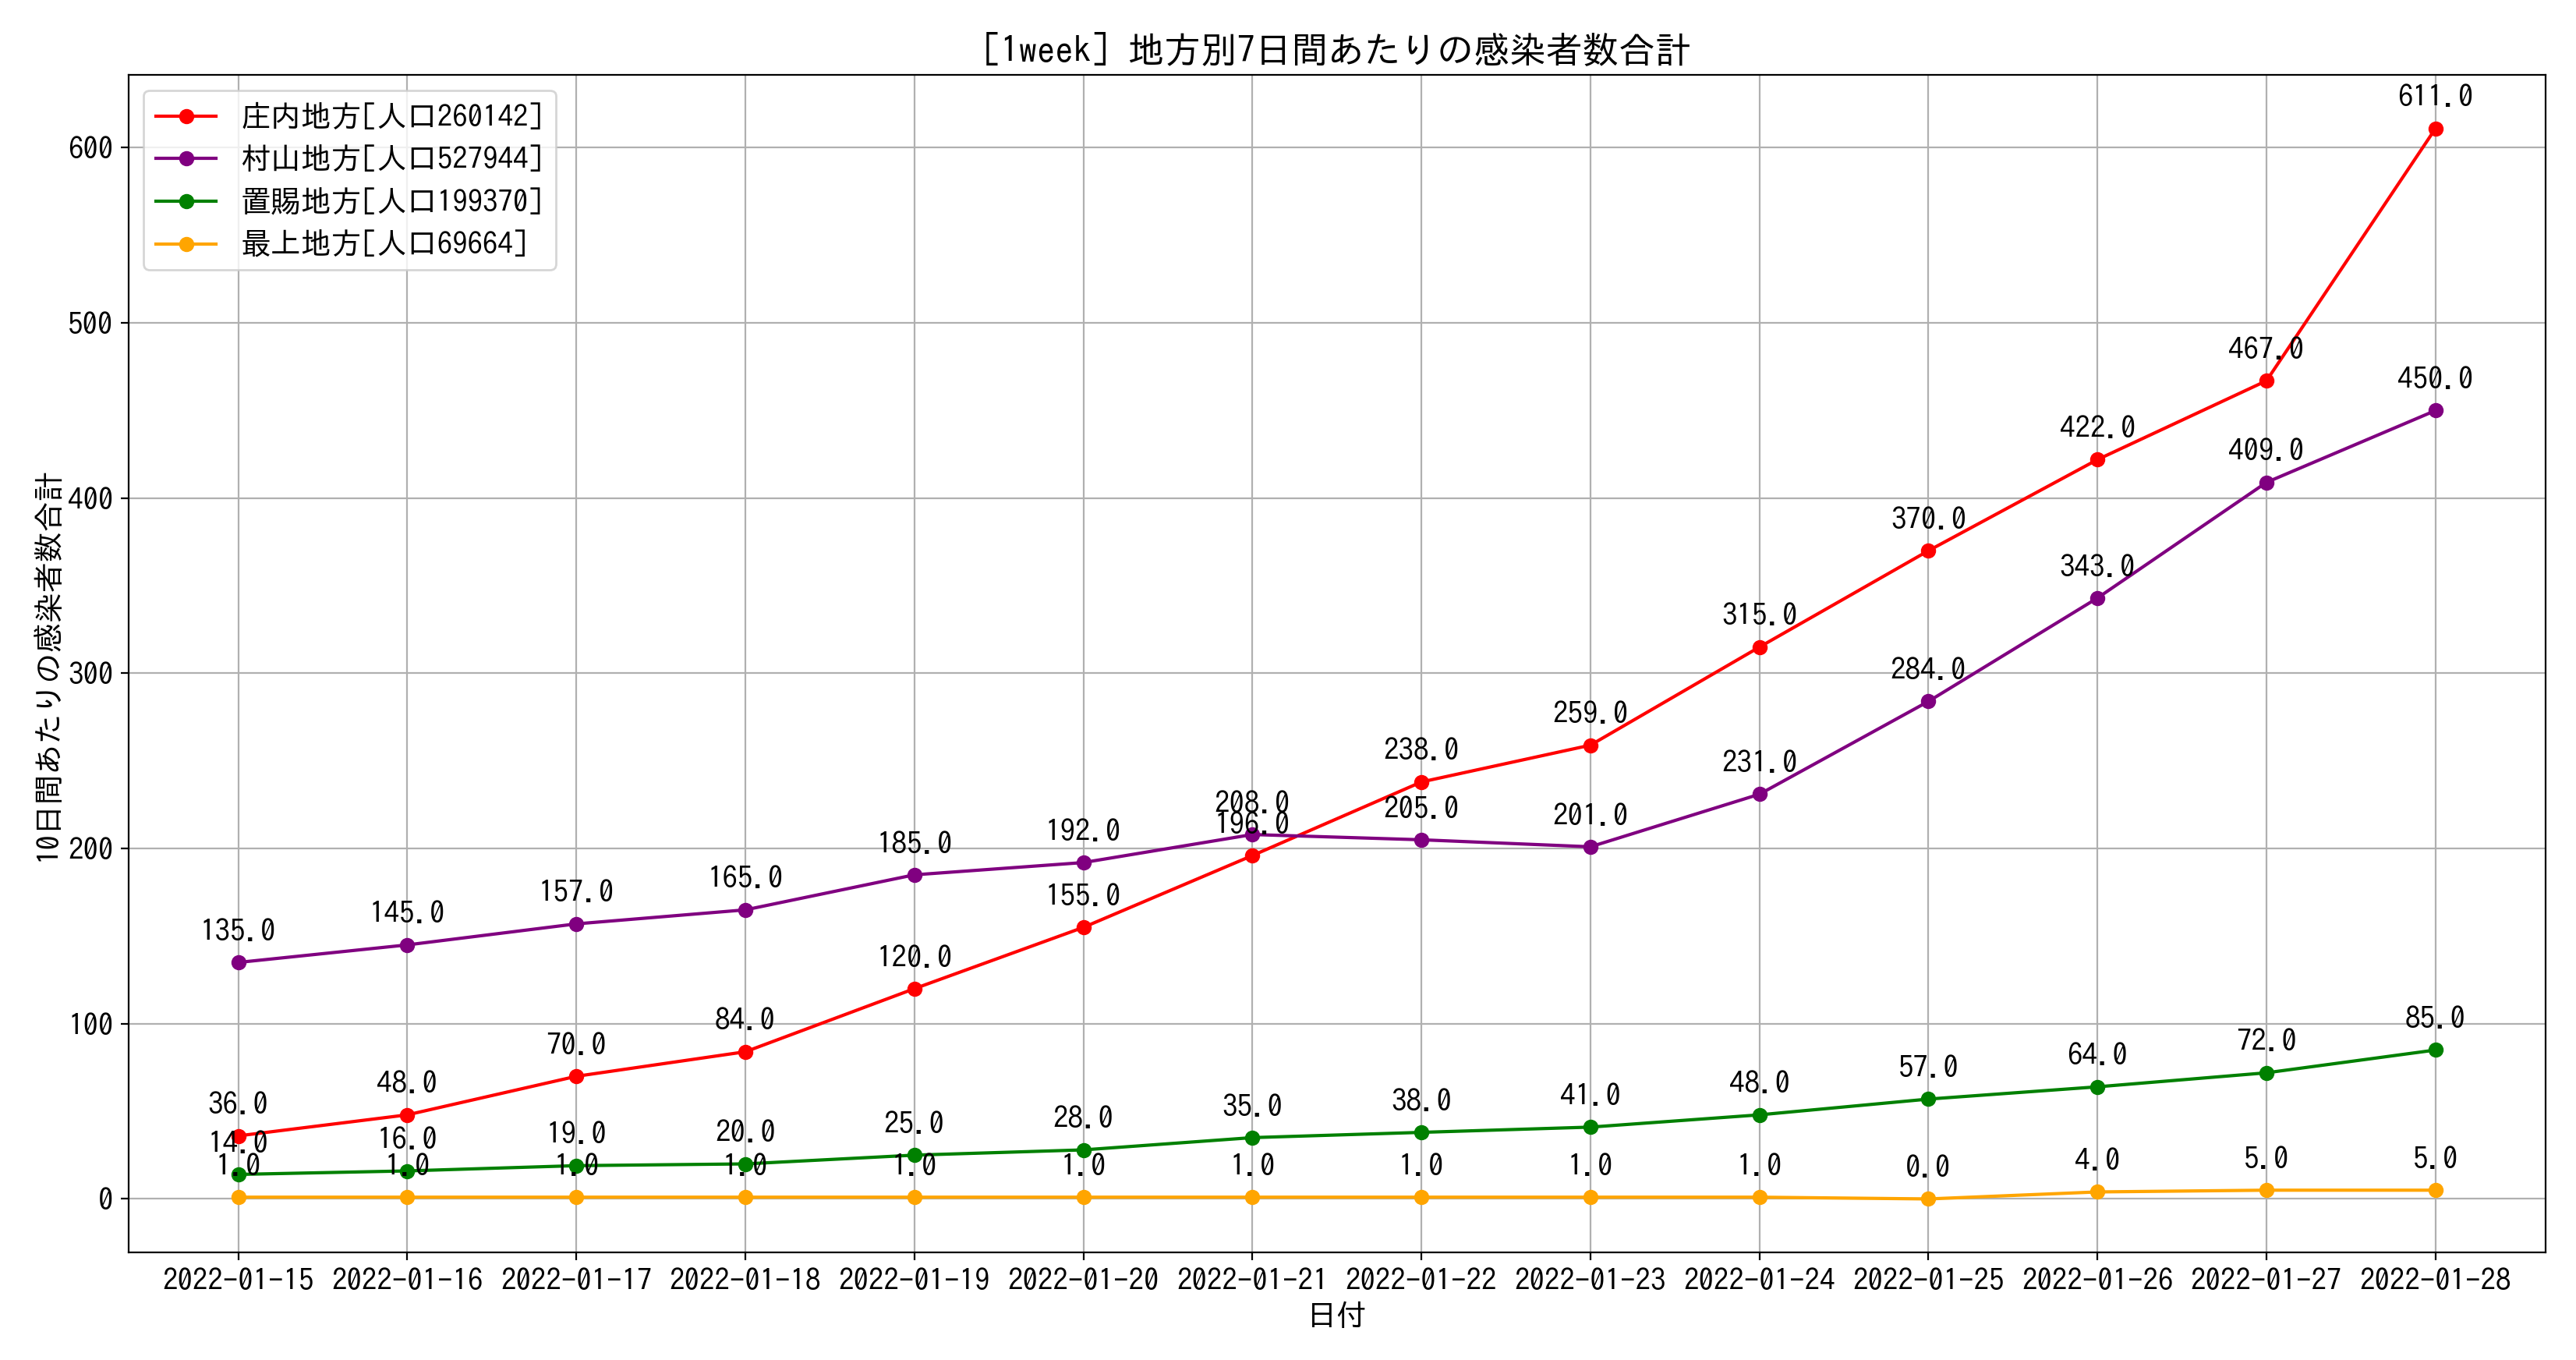 [1week] 地方別7日間あたりの感染者数合計
庄内地方[人口260142]
村山地方[人口527944]
置賜地方[人口199370]
最上地方[人口69664]
10日間あたりの感染者数合計
600
500
400
300
200
100
0
36.0 48.0 70.0 84.0 120.0 155.0 196.0 238.0 259.0 315.0 370.0 422.0 467.0 611.0
135.0 145.0 157.0 165.0 185.0 192.0 208.0 205.0 201.0 231.0 284.0 343.0 409.0 450.0
14.0 16.0 19.0 20.0 25.0 28.0 35.0 38.0 41.0 48.0 57.0 64.0 72.0 85.0
1.0 1.0 1.0 1.0 1.0 1.0 1.0 1.0 1.0 1.0 0.0 4.0 5.0 5.0
2022-01-15 2022-01-16 2022-01-17 2022-01-18 2022-01-19 2022-01-20 2022-01-21 2022-01-22 2022-01-23 2022-01-24 2022-01-25 2022-01-26 2022-01-27 2022-01-28
日付